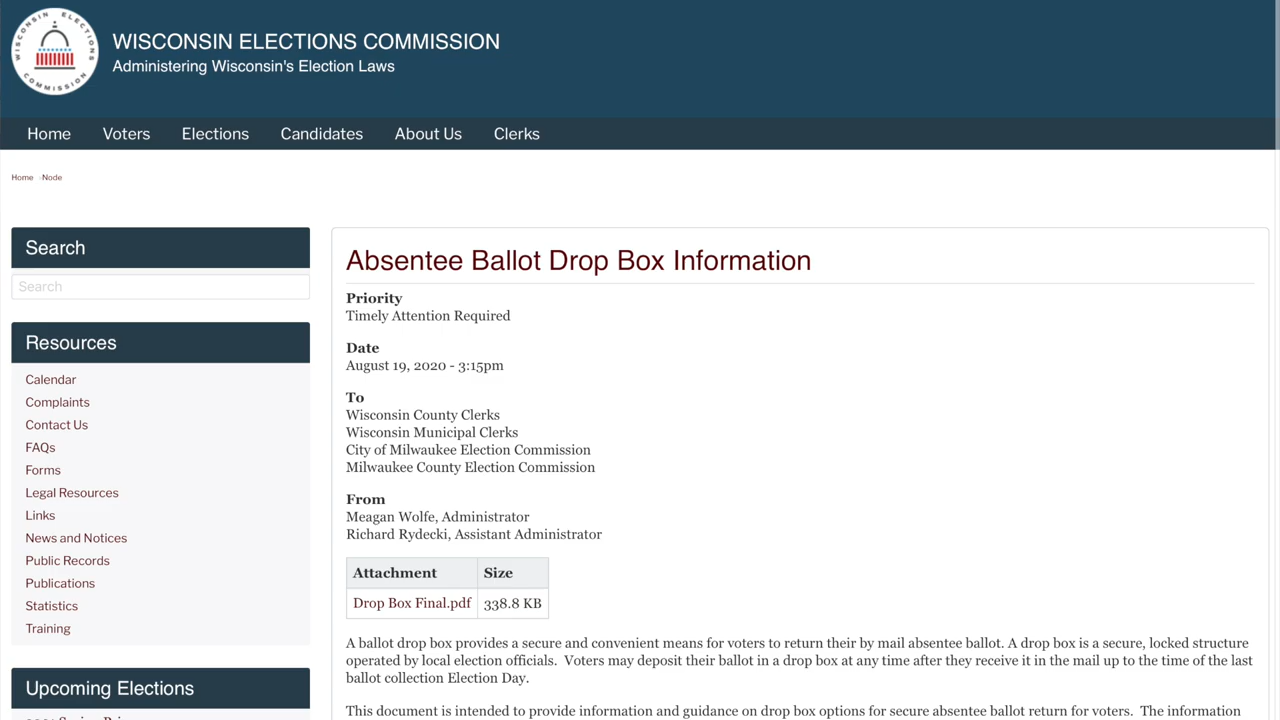 WISCONSIN ELECTIONS COMMISSION
WISCONSIN ELECTIONS COMMISSION
Administering Wisconsin's Election Laws
Home Voters Elections Candidates About Us Clerks
Home Node
Search
Search
Resources
Calendar
Complaints
Contact Us
FAQs
Forms
Legal Resources
Links
News and Notices
Public Records
Publications
Statistics
Training
Upcoming Elections
Absentee Ballot Drop Box Information
Priority
Timely Attention Required
Date
August 19, 2020 - 3:15pm
To
Wisconsin County Clerks
Wisconsin Municipal Clerks
City of Milwaukee Election Commission
Milwaukee County Election Commission
From
Meagan Wolfe, Administrator
Richard Rydecki, Assistant Administrator
Attachment Size
Drop Box Final.pdf 338.8 KB
A ballot drop box provides a secure and convenient means for voters to return their by mail absentee ballot. A drop box is a secure, locked structure
operated by local election officials. Voters may deposit their ballot in a drop box at any time after they receive it in the mail up to the time of the last
ballot collection Election Day.
This document is intended to provide information and guidance on drop box options for secure absentee ballot return for voters. The information